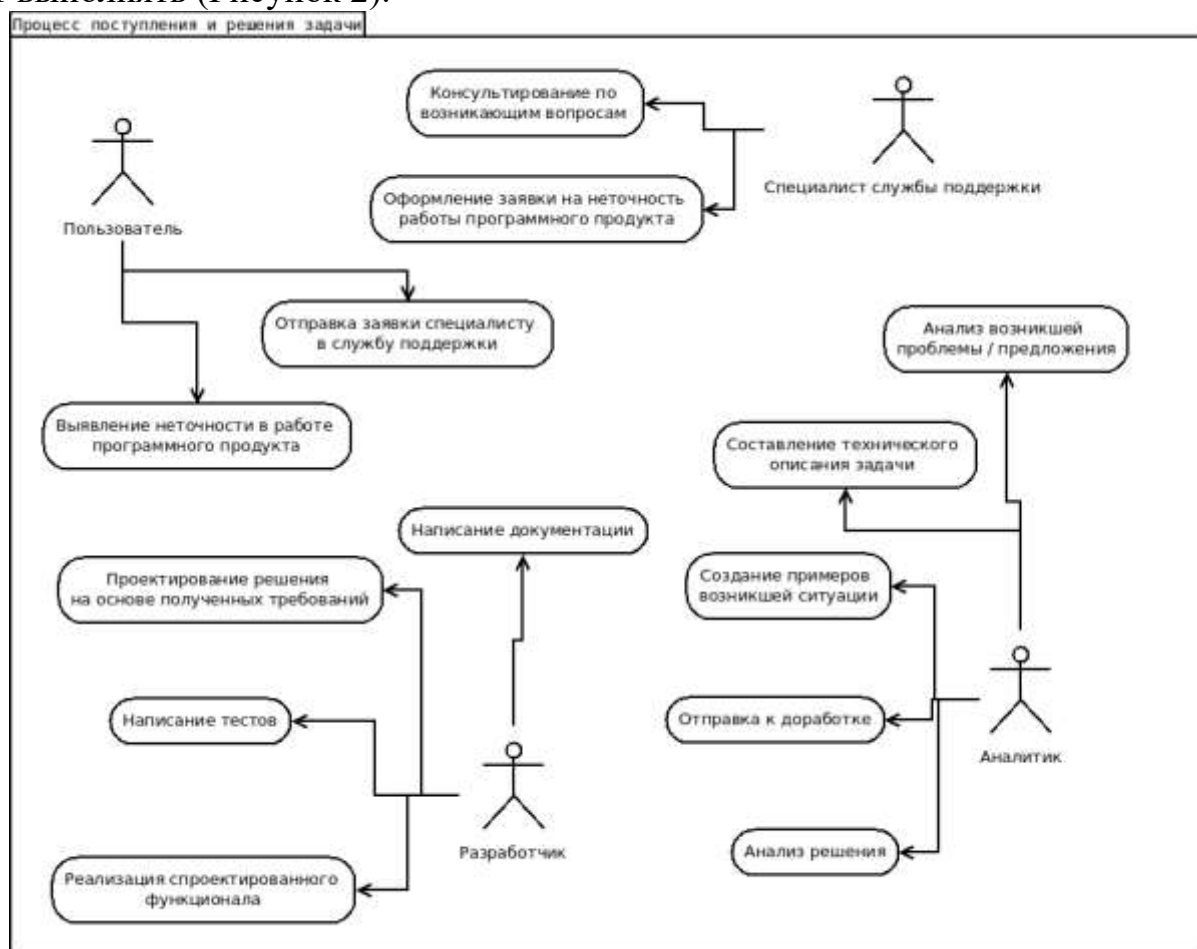 выполнять (Рисунок 2).
Процесс поступления и решения задачи
Консультирование по
возникающим вопросам
Специалист службы поддержки
Оформление заявки на неточность
работы программного продукта
Пользователь
Отправка заявки специалисту
в службу поддержки
Анализ возникшей
проблемы / предложения
Выявление неточности в работе
программного продукта
Составление технического
описания задачи
Написание документации
Проектирование решения
на основе полученных требований
Создание примеров
возникшей ситуации
Написание тестов
Отправка к доработке
Аналитик
Разработчик
Анализ решения
Реализация спроектированного
функционала